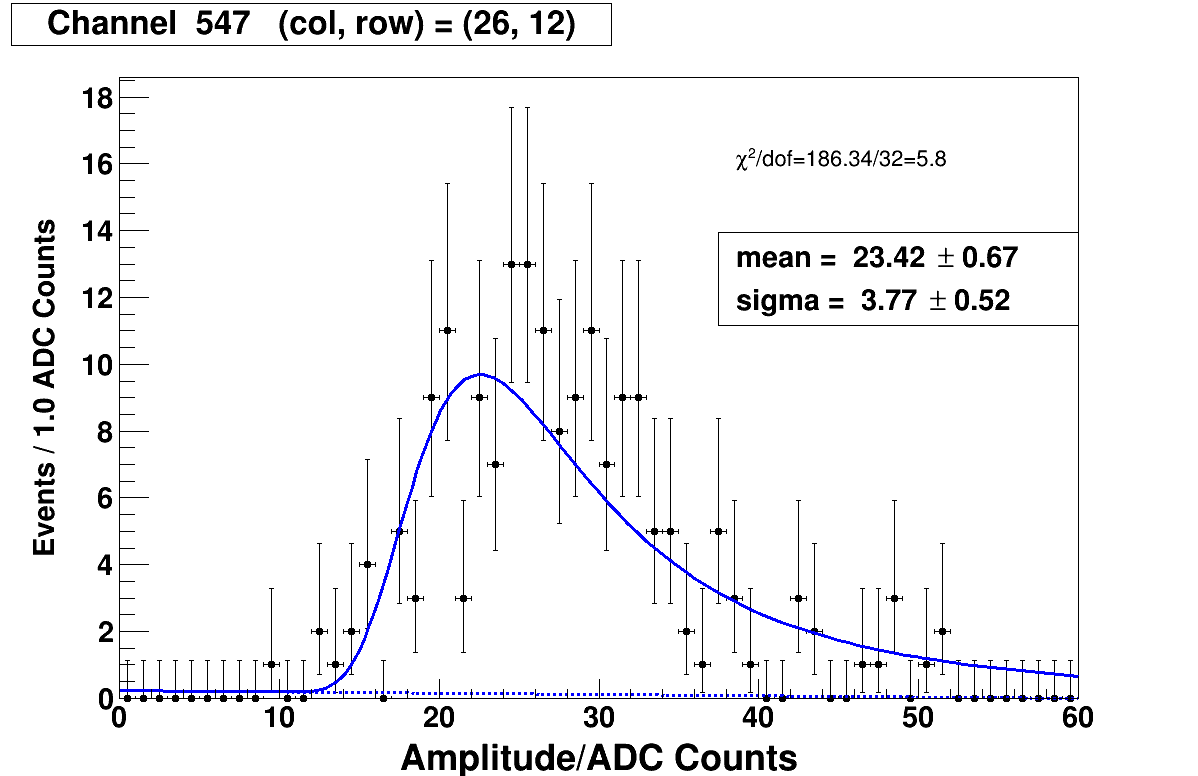 Channel 547 (col, row) = (26, 12)
18
16
14
12
10
8
6
4
2
0
Events / 1.0 ADC Counts
χ²/dof=186.34/32=5.8
mean = 23.42 ± 0.67
sigma = 3.77 ± 0.52
0 10 20 30 40 50 60
Amplitude/ADC Counts